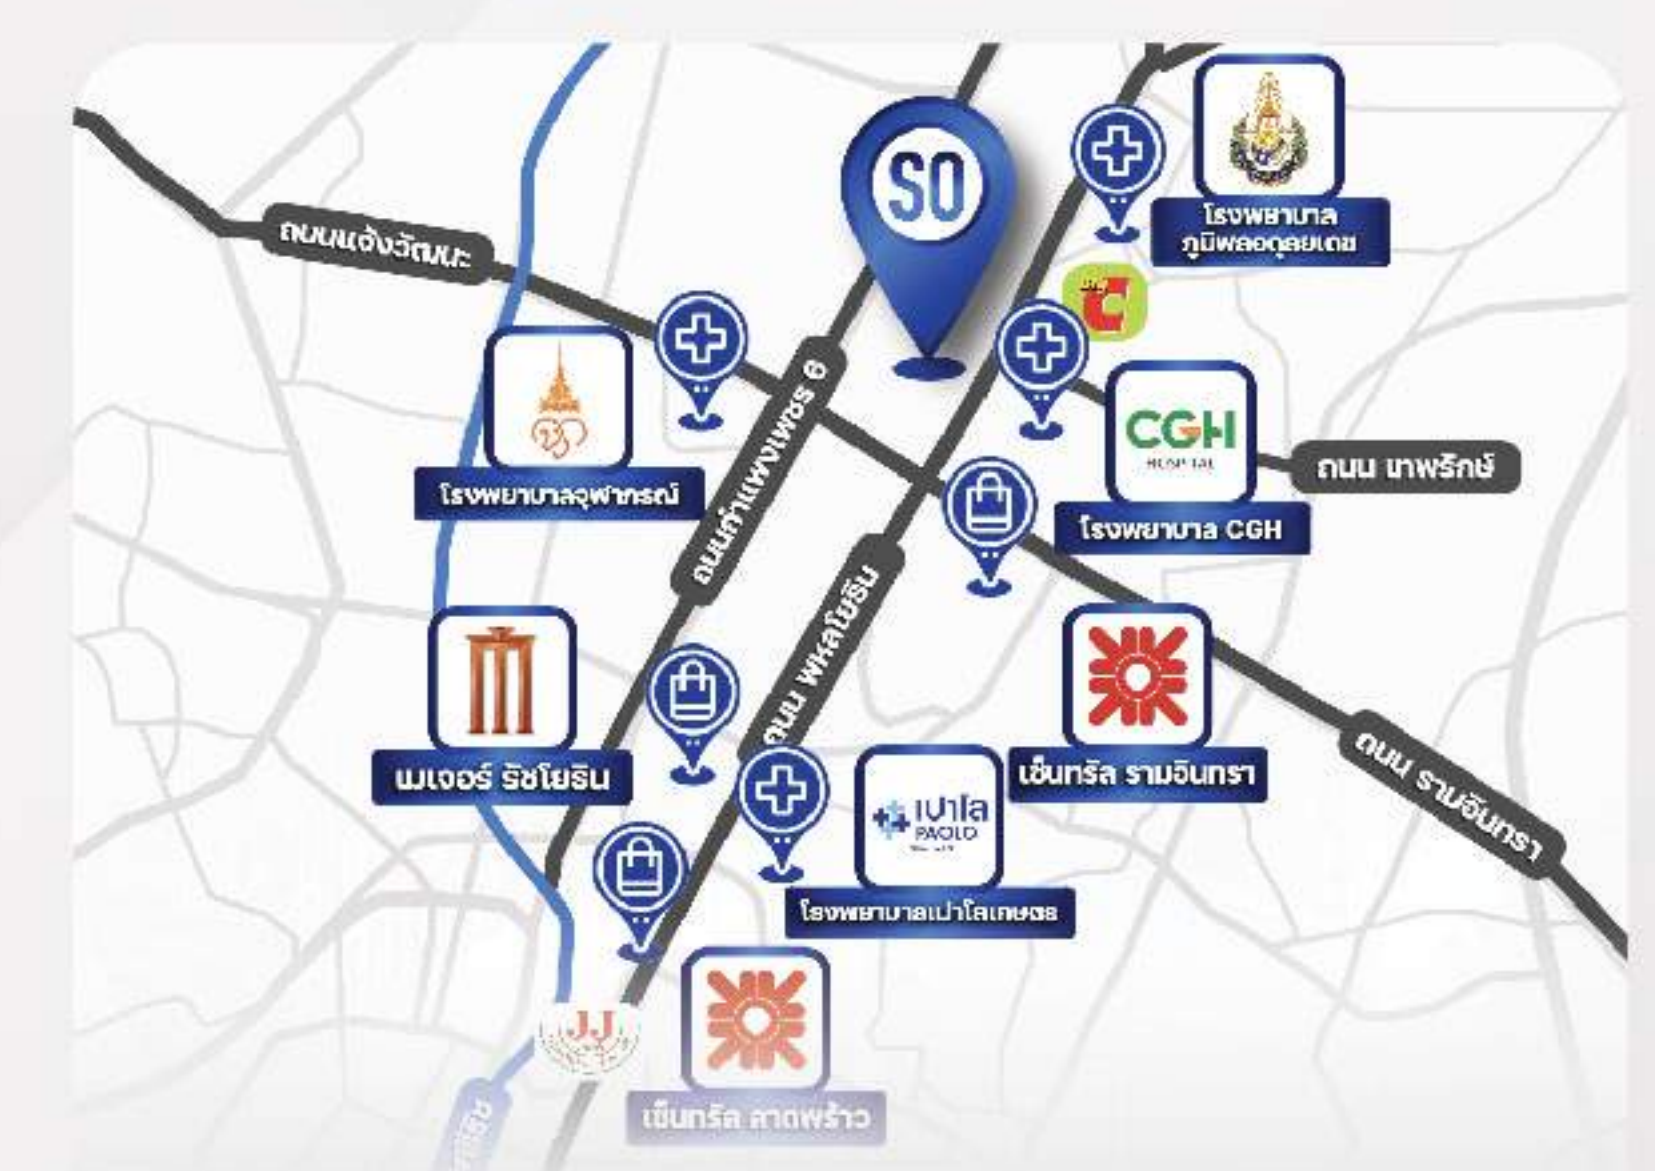 SO
โรงพยาบาล
ภูมิพลอดุลยเดช
ถนนแจ้งวัฒนะ
Big
C
ถนนกำแพงเพชร 6
CGH
HOSPITAL
ถนน เทพรักษ์
โรงพยาบาลจุฬาภรณ์
โรงพยาบาล CGH
ถนน พหลโยธิน
เมเจอร์ รัชโยธิน
เซ็นทรัล รามอินทรา
ถนน รามอินทรา
เปาโล
PAOLO
โรงพยาบาลเปาโลเกษตร
JJ
เซ็นทรัล ลาดพร้าว